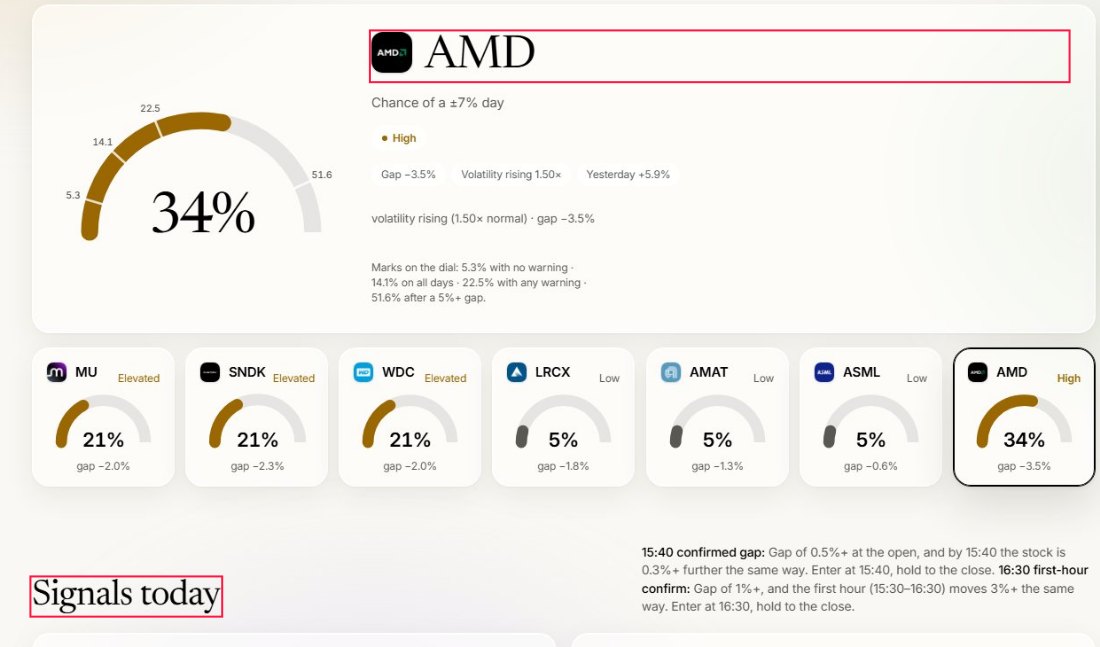 AMD AMD
Chance of a ±7% day
22.5
14.1
51.6
5.3
34%
• High
Gap −3.5% Volatility rising 1.50× Yesterday +5.9%
volatility rising (1.50× normal) · gap −3.5%
Marks on the dial: 5.3% with no warning ·
14.1% on all days · 22.5% with any warning ·
51.6% after a 5%+ gap.
MU Elevated
21%
gap −2.0%
SNDK Elevated
21%
gap −2.3%
WDC Elevated
21%
gap −2.0%
LRCX Low
5%
gap −1.8%
AMAT Low
5%
gap −1.3%
ASML ASML Low
5%
gap −0.6%
AMD AMD High
34%
gap −3.5%
Signals today
15:40 confirmed gap: Gap of 0.5%+ at the open, and by 15:40 the stock is
0.3%+ further the same way. Enter at 15:40, hold to the close. 16:30 first-hour
confirm: Gap of 1%+, and the first hour (15:30–16:30) moves 3%+ the same
way. Enter at 16:30, hold to the close.